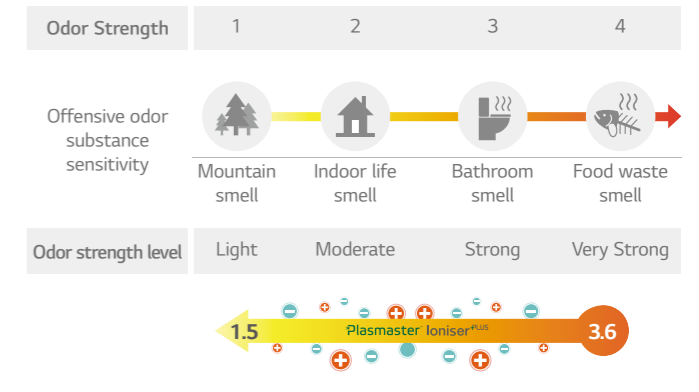 Odor Strength 1 2 3 4
Offensive odor
substance
sensitivity
Mountain Indoor life Bathroom Food waste
smell smell smell smell
Odor strength level Light Moderate Strong Very Strong
1.5 Plasmaster Ioniser PLUS 3.6